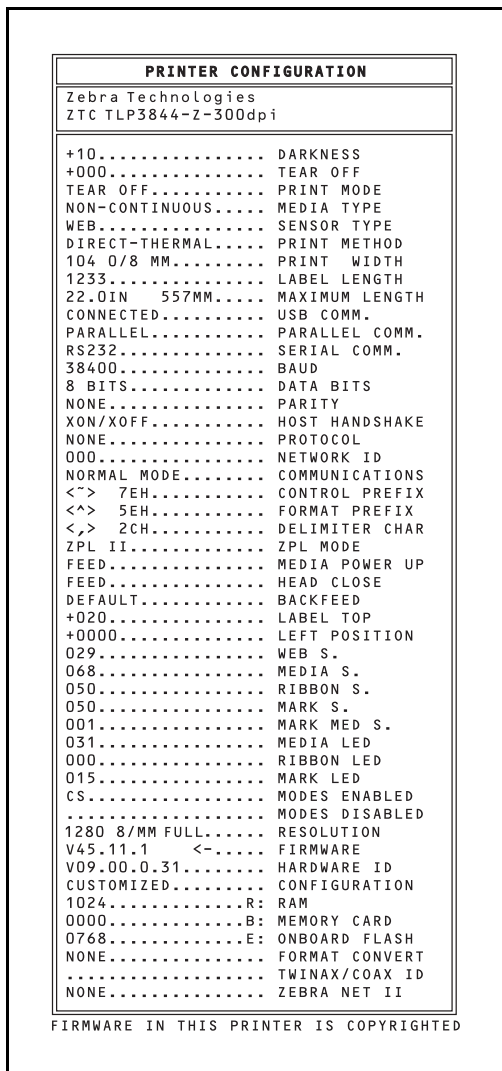 PRINTER CONFIGURATION
Zebra Technologies
ZTC TLP3844-Z-300dpi
+10................ DARKNESS
+000............... TEAR OFF
TEAR OFF........... PRINT MODE
NON-CONTINUOUS..... MEDIA TYPE
WEB................ SENSOR TYPE
DIRECT-THERMAL..... PRINT METHOD
104 0/8 MM......... PRINT  WIDTH
1233............... LABEL LENGTH
22.0IN   557MM..... MAXIMUM LENGTH
CONNECTED.......... USB COMM.
PARALLEL........... PARALLEL COMM.
RS232.............. SERIAL COMM.
38400.............. BAUD
8 BITS............. DATA BITS
NONE............... PARITY
XON/XOFF........... HOST HANDSHAKE
NONE............... PROTOCOL
000................ NETWORK ID
NORMAL MODE........ COMMUNICATIONS
<~>  7EH........... CONTROL PREFIX
<^>  5EH........... FORMAT PREFIX
<,>  2CH........... DELIMITER CHAR
ZPL II............. ZPL MODE
FEED............... MEDIA POWER UP
FEED............... HEAD CLOSE
DEFAULT............ BACKFEED
+020............... LABEL TOP
+0000.............. LEFT POSITION
029................ WEB S.
068................ MEDIA S.
050................ RIBBON S.
050................ MARK S.
001................ MARK MED S.
031................ MEDIA LED
000................ RIBBON LED
015................ MARK LED
CS................. MODES ENABLED
................... MODES DISABLED
1280 8/MM FULL...... RESOLUTION
V45.11.1   <-..... FIRMWARE
V09.00.0.31........ HARDWARE ID
CUSTOMIZED......... CONFIGURATION
1024.............R: RAM
0000.............B: MEMORY CARD
0768.............E: ONBOARD FLASH
NONE............... FORMAT CONVERT
................... TWINAX/COAX ID
NONE............... ZEBRA NET II
FIRMWARE IN THIS PRINTER IS COPYRIGHTED